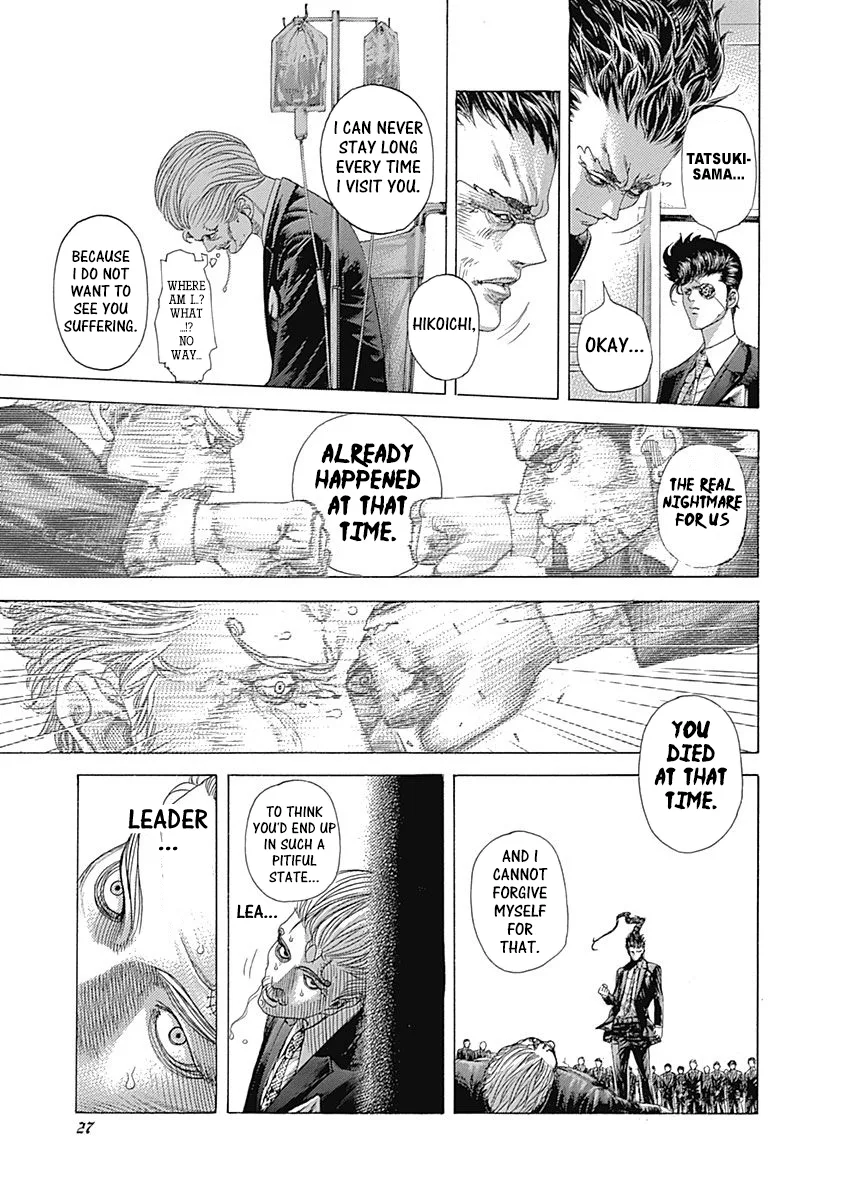 TATSUKI-
SAMA...
OKAY...
HIKOICHI,
I CAN NEVER
STAY LONG
EVERY TIME
I VISIT YOU.
BECAUSE
I DO NOT
WANT TO
SEE YOU
SUFFERING.
WHERE
AM I..?
WHAT
..!?
NO
WAY...
THE REAL
NIGHTMARE
FOR US
ALREADY
HAPPENED
AT THAT
TIME.
YOU
DIED
AT THAT
TIME.
AND I
CANNOT
FORGIVE
MYSELF
FOR
THAT.
TO THINK
YOU'D END UP
IN SUCH A
PITIFUL
STATE...
LEA...
LEADER
...
27